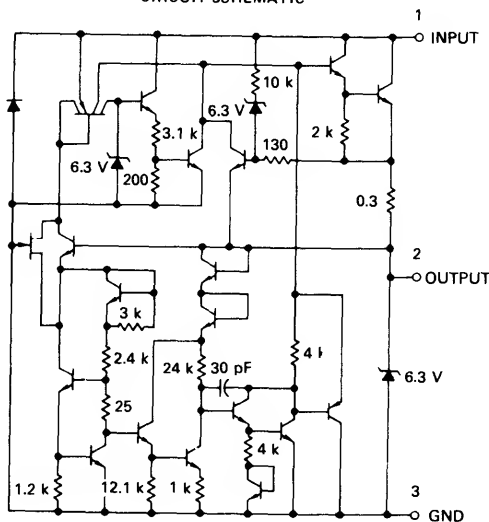 CIRCUIT SCHEMATIC
1
INPUT
10 k
6.3 V
3.1 k
2 k
130
6.3 V
200
0.3
2
OUTPUT
3 k
4
2.4 k
24 k
30 pF
6.3 V
25
4 k
3
1.2 k
12.1 k
1 k
GND